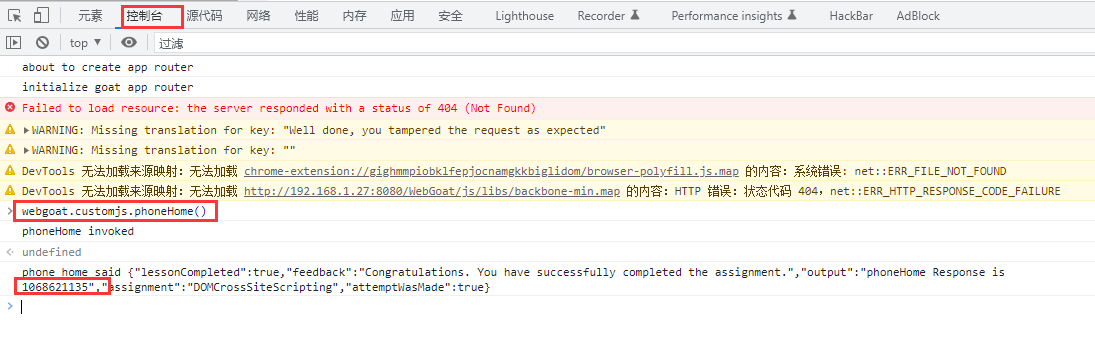 元素 控制台 源代码 网络 性能 内存 应用 安全 Lighthouse Recorder Performance insights HackBar AdBlock
top 过滤
about to create app router
initialize goat app router
Failed to load resource: the server responded with a status of 404 (Not Found)
WARNING: Missing translation for key: "Well done, you tampered the request as expected"
WARNING: Missing translation for key: ""
DevTools 无法加载来源映射: 无法加载 chrome-extension://gighmmpiobklfepjocnamgkkbiglidom/browser-polyfill.js.map 的内容: 系统错误: net::ERR_FILE_NOT_FOUND
DevTools 无法加载来源映射: 无法加载 http://192.168.1.27:8080/WebGoat/js/libs/backbone-min.map 的内容: HTTP 错误: 状态代码 404, net::ERR_HTTP_RESPONSE_CODE_FAILURE
webgoat.customjs.phoneHome()
phoneHome invoked
undefined
phone home said {"lessonCompleted":true,"feedback":"Congratulations. You have successfully completed the assignment.","output":"phoneHome Response is
1068621135","assignment":"DOMCrossSiteScripting","attemptWasMade":true}